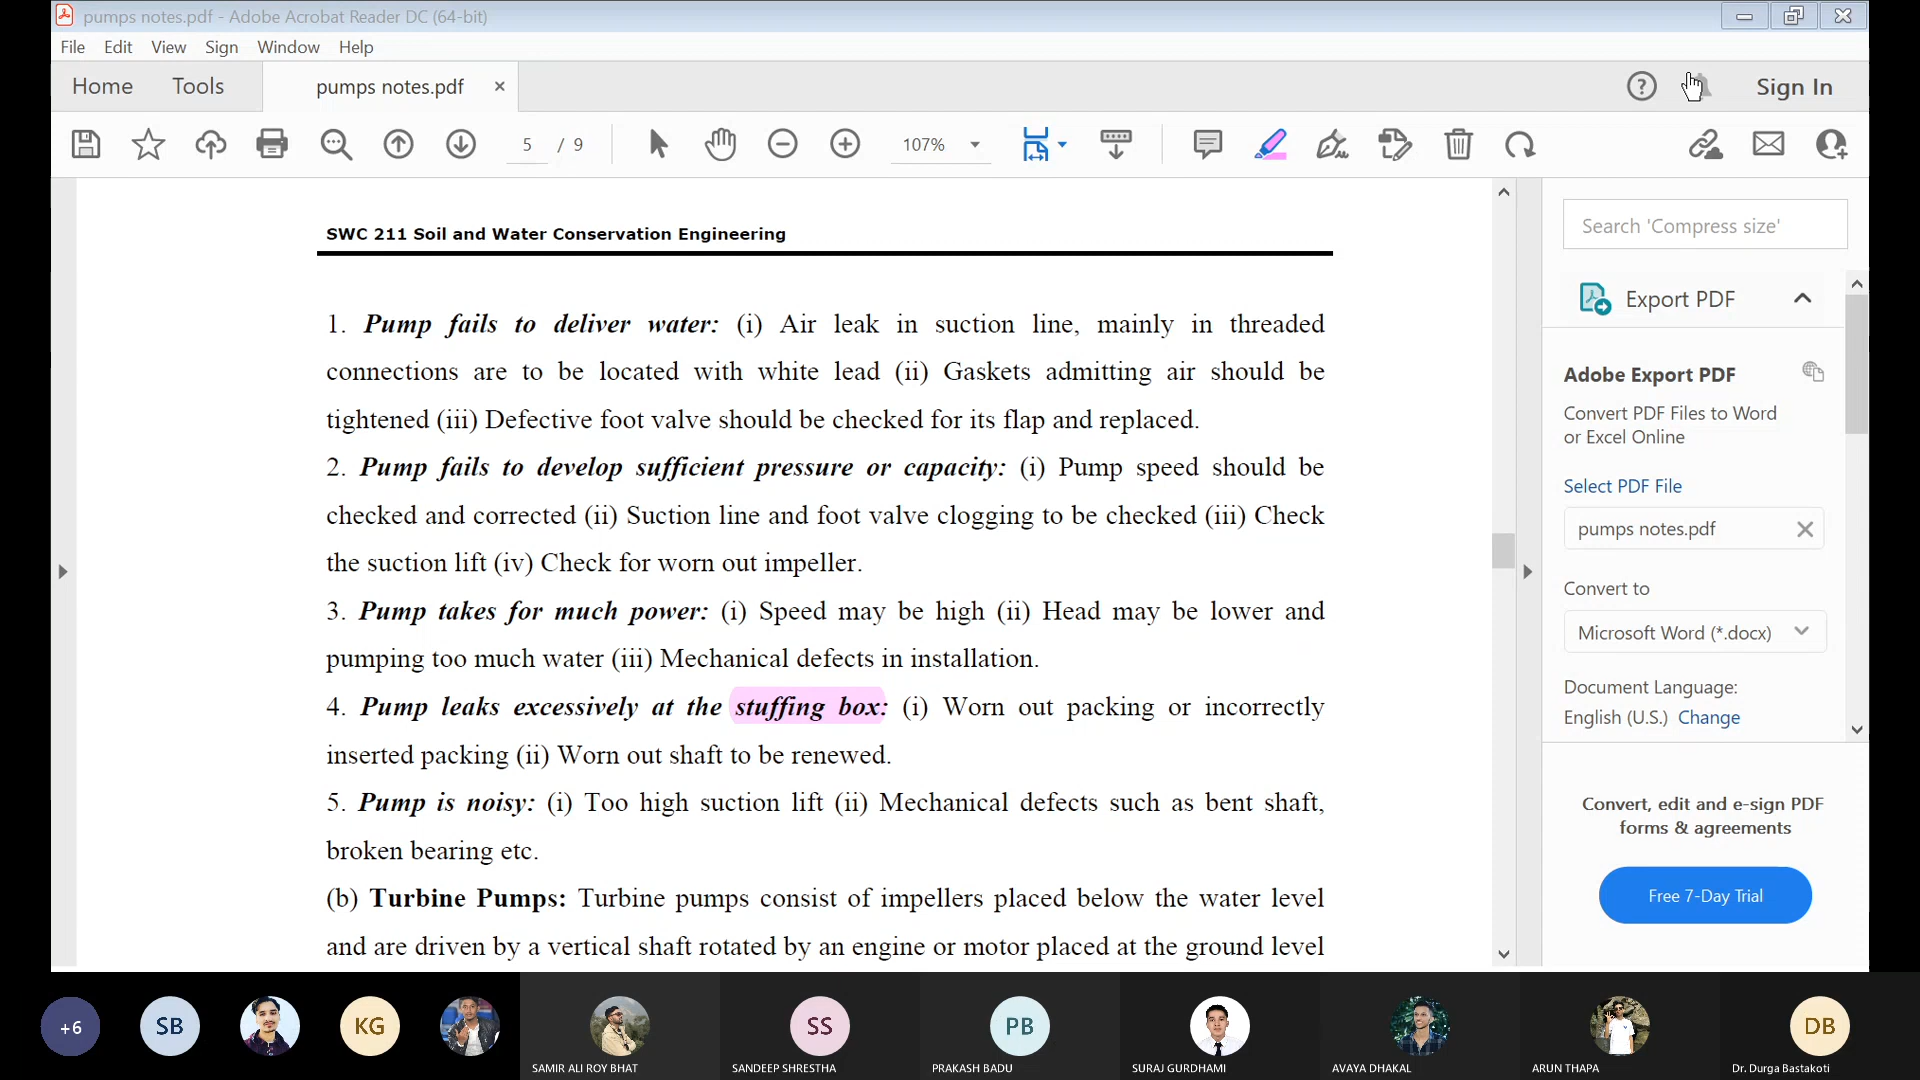 pumps notes.pdf - Adobe Acrobat Reader DC (64-bit)
File Edit View Sign Window Help
Home Tools pumps notes.pdf × ? Sign In
5 / 9 107%
SWC 211 Soil and Water Conservation Engineering
1. Pump fails to deliver water: (i) Air leak in suction line, mainly in threaded
connections are to be located with white lead (ii) Gaskets admitting air should be
tightened (iii) Defective foot valve should be checked for its flap and replaced.
2. Pump fails to develop sufficient pressure or capacity: (i) Pump speed should be
checked and corrected (ii) Suction line and foot valve clogging to be checked (iii) Check
the suction lift (iv) Check for worn out impeller.
3. Pump takes for much power: (i) Speed may be high (ii) Head may be lower and
pumping too much water (iii) Mechanical defects in installation.
4. Pump leaks excessively at the stuffing box: (i) Worn out packing or incorrectly
inserted packing (ii) Worn out shaft to be renewed.
5. Pump is noisy: (i) Too high suction lift (ii) Mechanical defects such as bent shaft,
broken bearing etc.
(b) Turbine Pumps: Turbine pumps consist of impellers placed below the water level
and are driven by a vertical shaft rotated by an engine or motor placed at the ground level
Search 'Compress size'
Export PDF
Adobe Export PDF
Convert PDF Files to Word
or Excel Online
Select PDF File
pumps notes.pdf
Convert to
Microsoft Word (*.docx)
Document Language:
English (U.S.) Change
Convert, edit and e-sign PDF
forms & agreements
Free 7-Day Trial
+6 SB KG SS PB DB
SAMIR ALI ROY BHAT SANDEEP SHRESTHA PRAKASH BADU SURAJ GURDHAMI AVAYA DHAKAL ARUN THAPA Dr. Durga Bastakoti